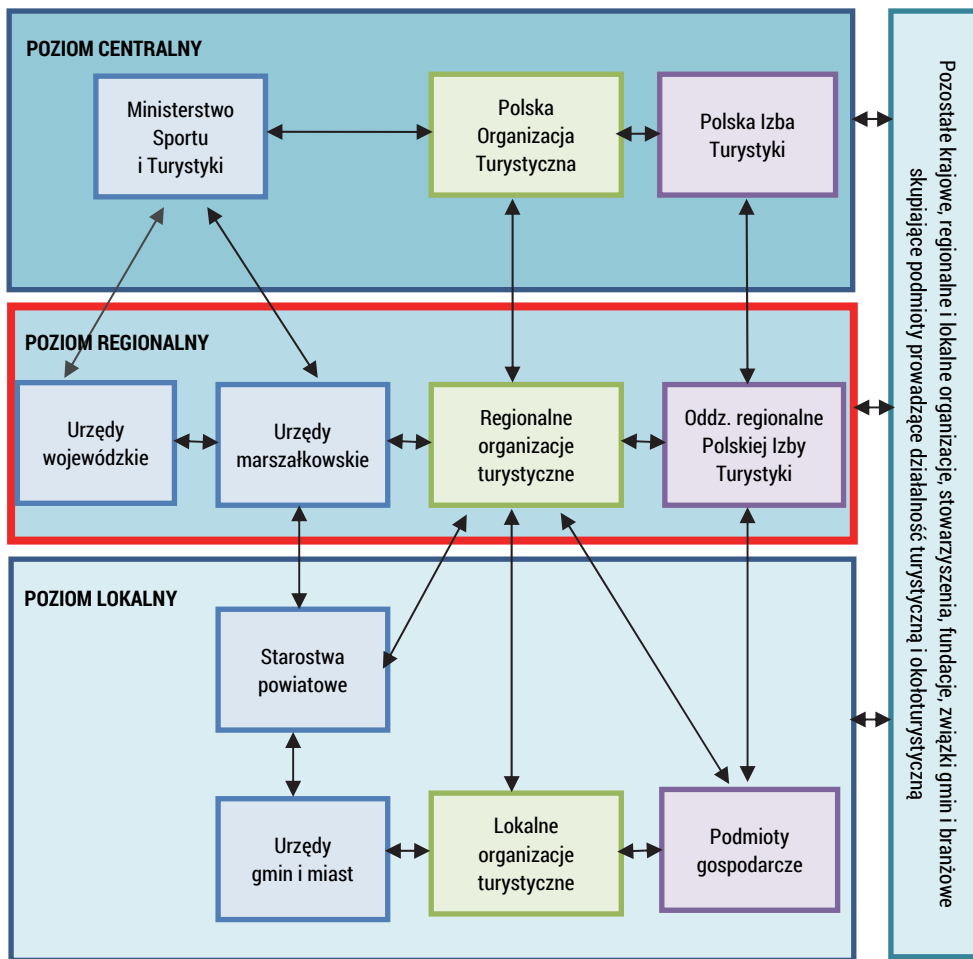 POZIOM CENTRALNY
Ministerstwo
Sportu
i Turystyki
Polska
Organizacja
Turystyczna
Polska Izba
Turystyki
POZIOM REGIONALNY
Urzędy
wojewódzkie
Urzędy
marszałkowskie
Regionalne
organizacje
turystyczne
Oddz. regionalne
Polskiej Izby
Turystyki
POZIOM LOKALNY
Starostwa
powiatowe
Urzędy
gmin i miast
Lokalne
organizacje
turystyczne
Podmioty
gospodarcze
Pozostałe krajowe, regionalne i lokalne organizacje, stowarzyszenia, fundacje, związki gmin i branżowe
skupiające podmioty prowadzące działalność turystyczną i okołoturystyczną